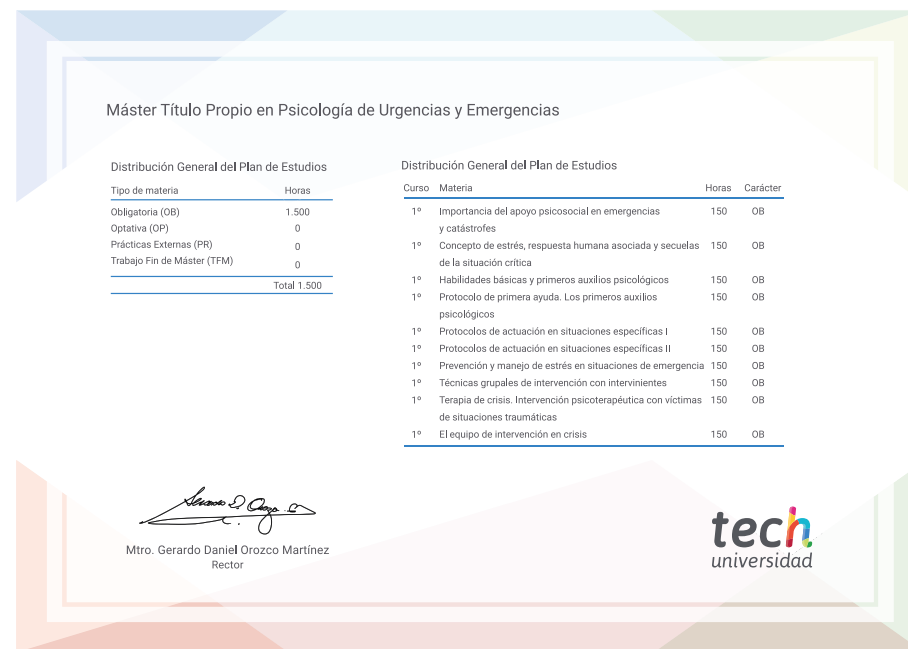 Máster Título Propio en Psicología de Urgencias y Emergencias
Distribución General del Plan de Estudios
Tipo de materia Horas
Obligatoria (OB) 1.500
Optativa (OP) 0
Prácticas Externas (PR) 0
Trabajo Fin de Máster (TFM) 0
Total 1.500
Distribución General del Plan de Estudios
Curso Materia Horas Carácter
1º Importancia del apoyo psicosocial en emergencias 150 OB
y catástrofes
1º Concepto de estrés, respuesta humana asociada y secuelas 150 OB
de la situación crítica
1º Habilidades básicas y primeros auxilios psicológicos 150 OB
1º Protocolo de primera ayuda. Los primeros auxilios 150 OB
psicológicos
1º Protocolos de actuación en situaciones específicas I 150 OB
1º Protocolos de actuación en situaciones específicas II 150 OB
1º Prevención y manejo de estrés en situaciones de emergencia 150 OB
1º Técnicas grupales de intervención con intervinientes 150 OB
1º Terapia de crisis. Intervención psicoterapéutica con víctimas 150 OB
de situaciones traumáticas
1º El equipo de intervención en crisis 150 OB
Mtro. Gerardo Daniel Orozco Martínez
Rector
tech
universidad